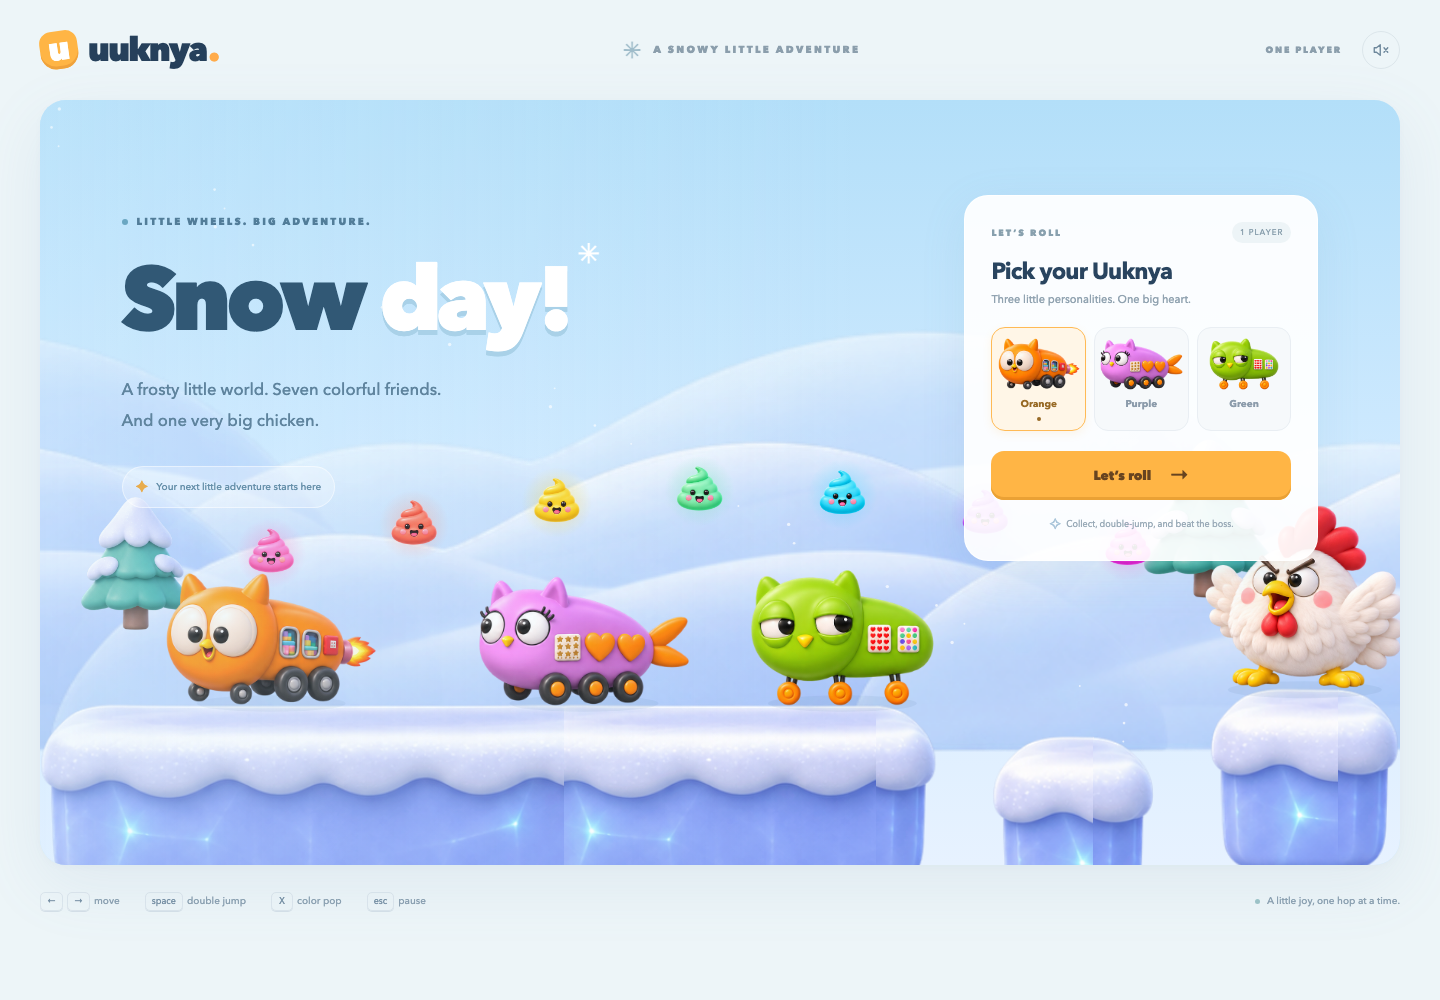 u uuknya.
A SNOWY LITTLE ADVENTURE
ONE PLAYER
LITTLE WHEELS. BIG ADVENTURE.
Snow day!
A frosty little world. Seven colorful friends.
And one very big chicken.
Your next little adventure starts here
LET'S ROLL
1 PLAYER
Pick your Uuknya
Three little personalities. One big heart.
Orange
Purple
Green
Let's roll →
Collect, double-jump, and beat the boss.
← → move
space double jump
X color pop
esc pause
A little joy, one hop at a time.